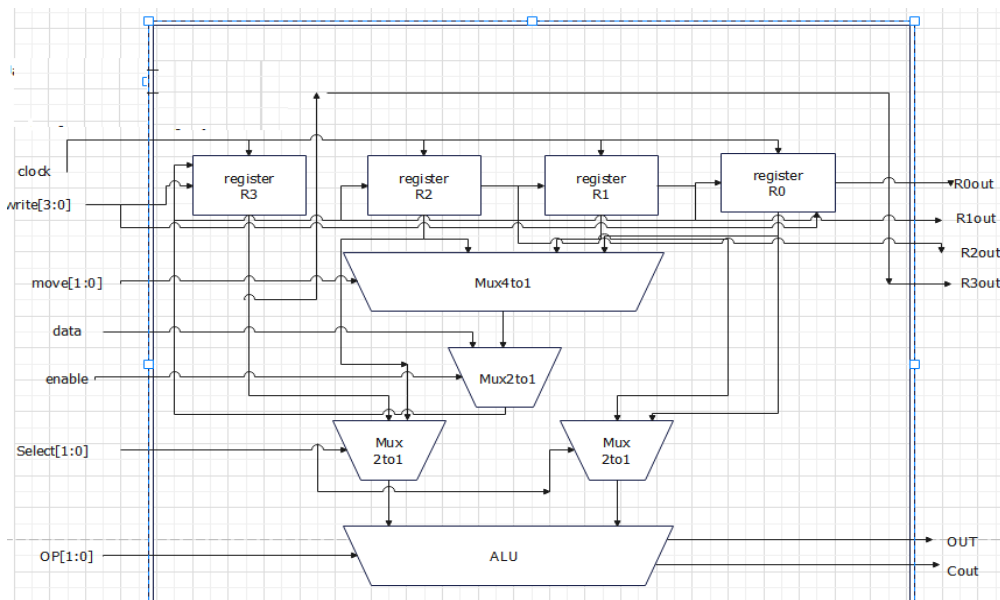 clock
write[3:0]
register
R3
register
R2
register
R1
register
R0
R0out
R1out
R2out
R3out
move[1:0]
Mux4to1
data
enable
Mux2to1
Select[1:0]
Mux
2to1
Mux
2to1
OP[1:0]
ALU
OUT
Cout